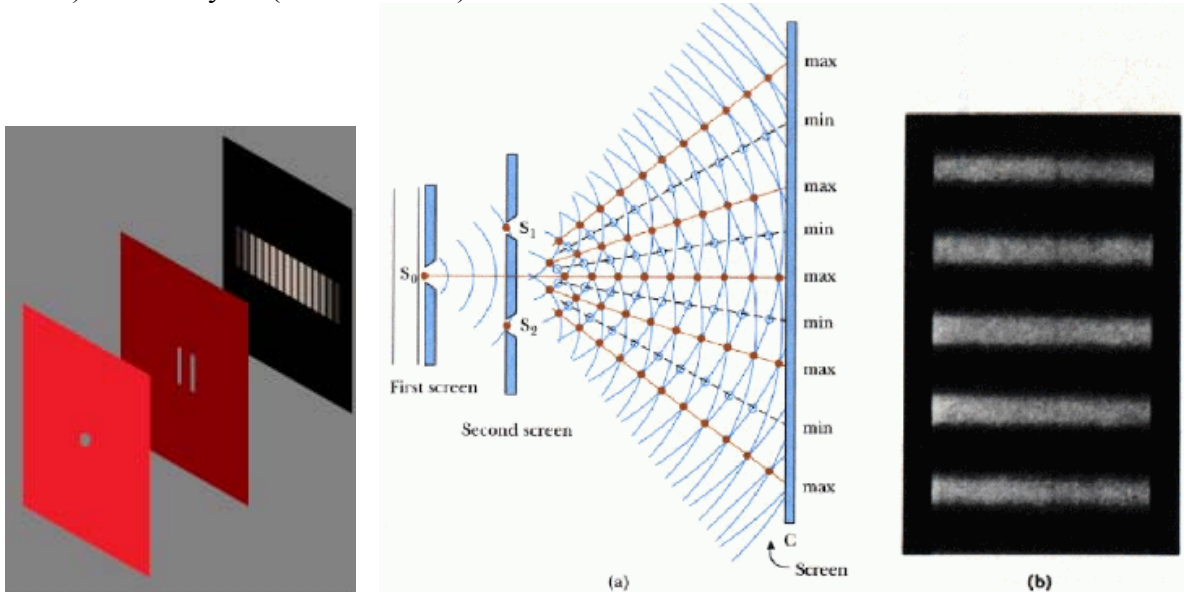 max
min
max
S₁
min
S₀
max
S₂
min
First screen
max
Second screen
min
max
C
Screen
(a)
(b)